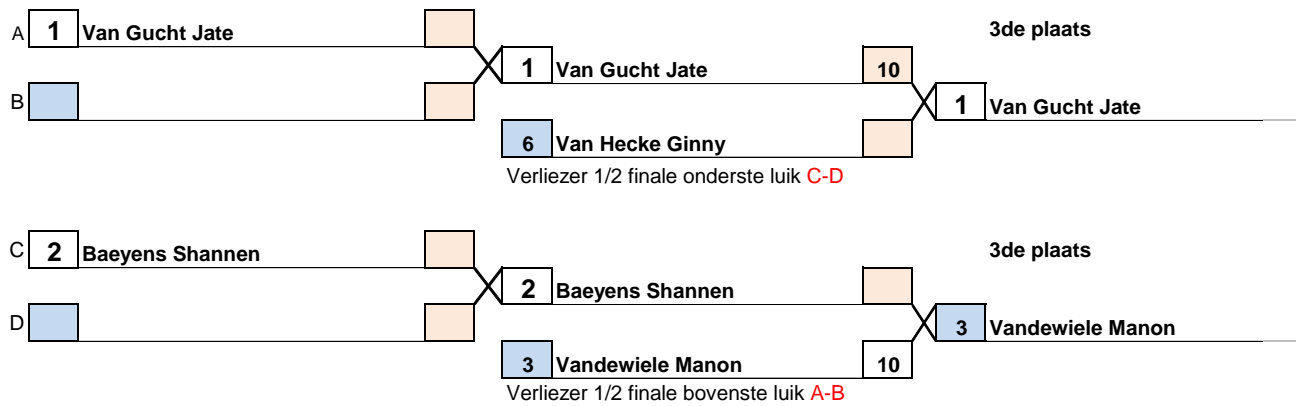 A 1 Van Gucht Jate 3de plaats
1 Van Gucht Jate 10
B 1 Van Gucht Jate
6 Van Hecke Ginny
Verliezer 1/2 finale onderste luik C-D
C 2 Baeyens Shannen 3de plaats
2 Baeyens Shannen
D 3 Vandewiele Manon
3 Vandewiele Manon 10
Verliezer 1/2 finale bovenste luik A-B